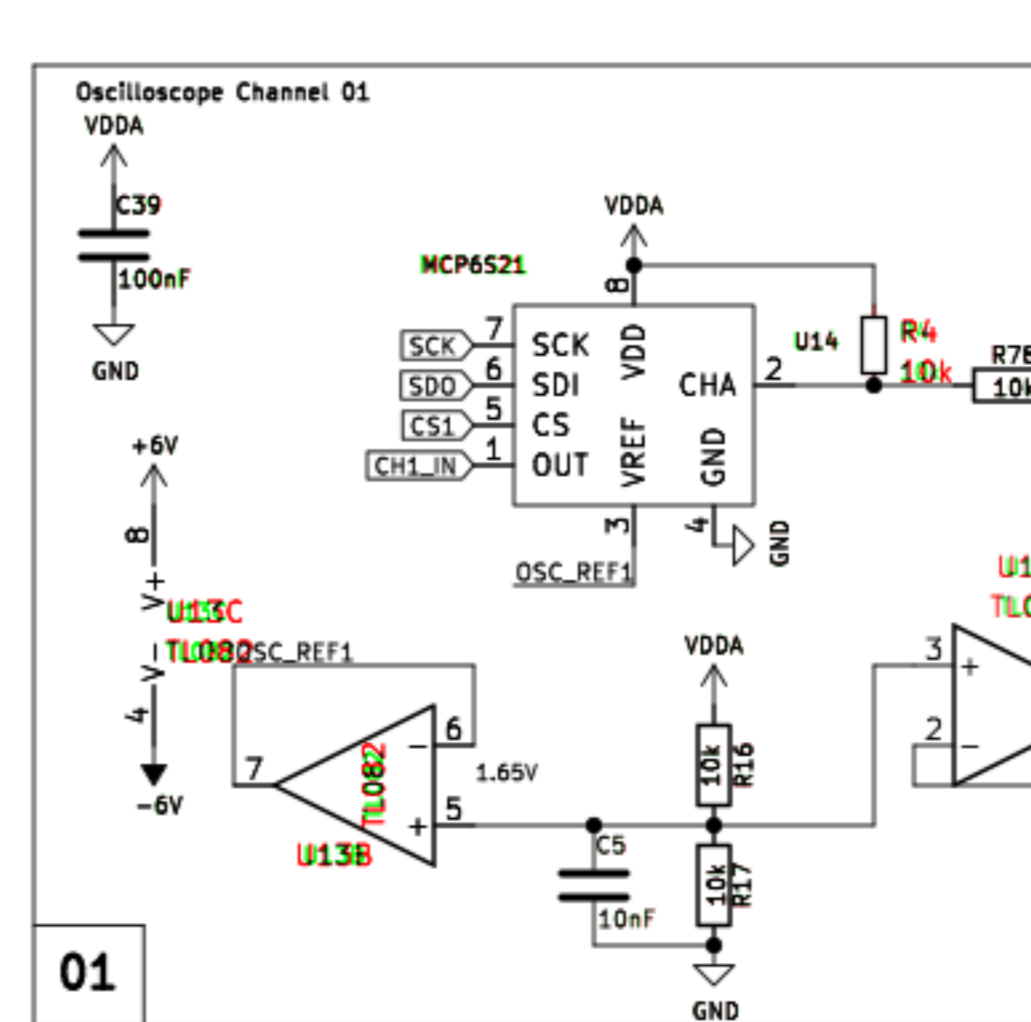 Oscilloscope Channel 01
VDDA
C39
100nF
GND
VDDA
MCP6S21
8
7
SCK
SCK
VDD
U14
R4
10k
6
SDO
SDI
CHA
2
10k
5
CS1
CS
1
CH1_IN
OUT
VREF
GND
3
4
GND
OSC_REF1
+6V
8
V+
U13C
TL082
V-
4
-6V
OSC_REF1
6
-
7
TL082
1.65V
5
+
U13B
VDDA
10k
R16
C5
10nF
10k
R17
GND
3
+
2
-
01